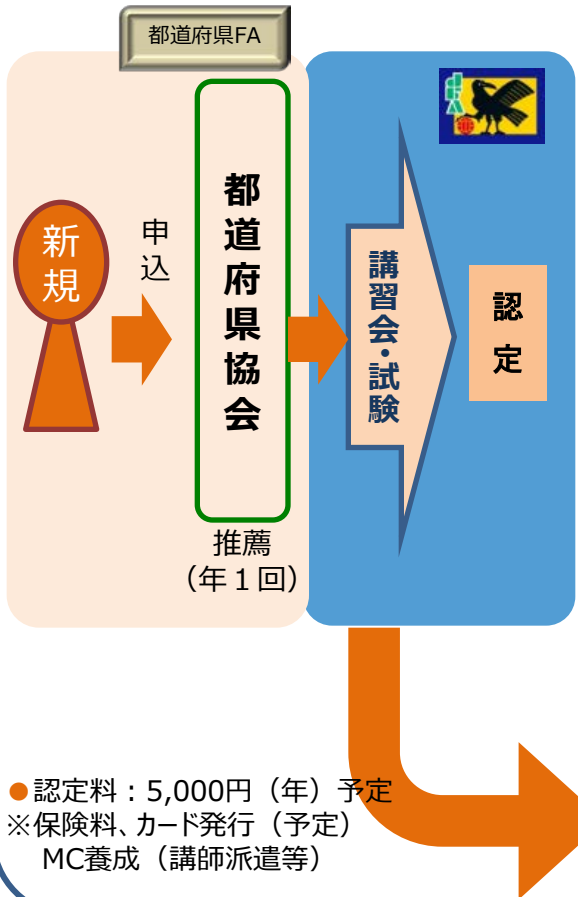 都道府県FA
新規
申込
都道府県協会
推薦
（年１回）
講習会・試験
認定
●認定料：5,000円（年）予定
※保険料、カード発行（予定）
MC養成（講師派遣等）